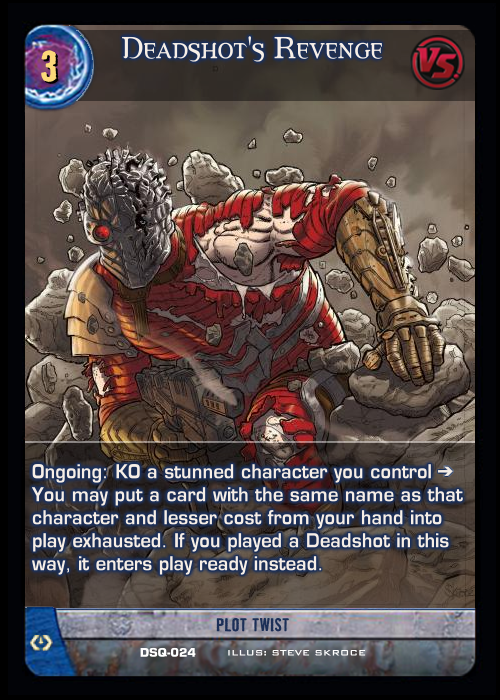 3
Deadshot's Revenge
VS.
Ongoing: KO a stunned character you control →
You may put a card with the same name as that
character and lesser cost from your hand into
play exhausted. If you played a Deadshot in this
way, it enters play ready instead.
PLOT TWIST
DSQ-024 ILLUS: STEVE SKROCE